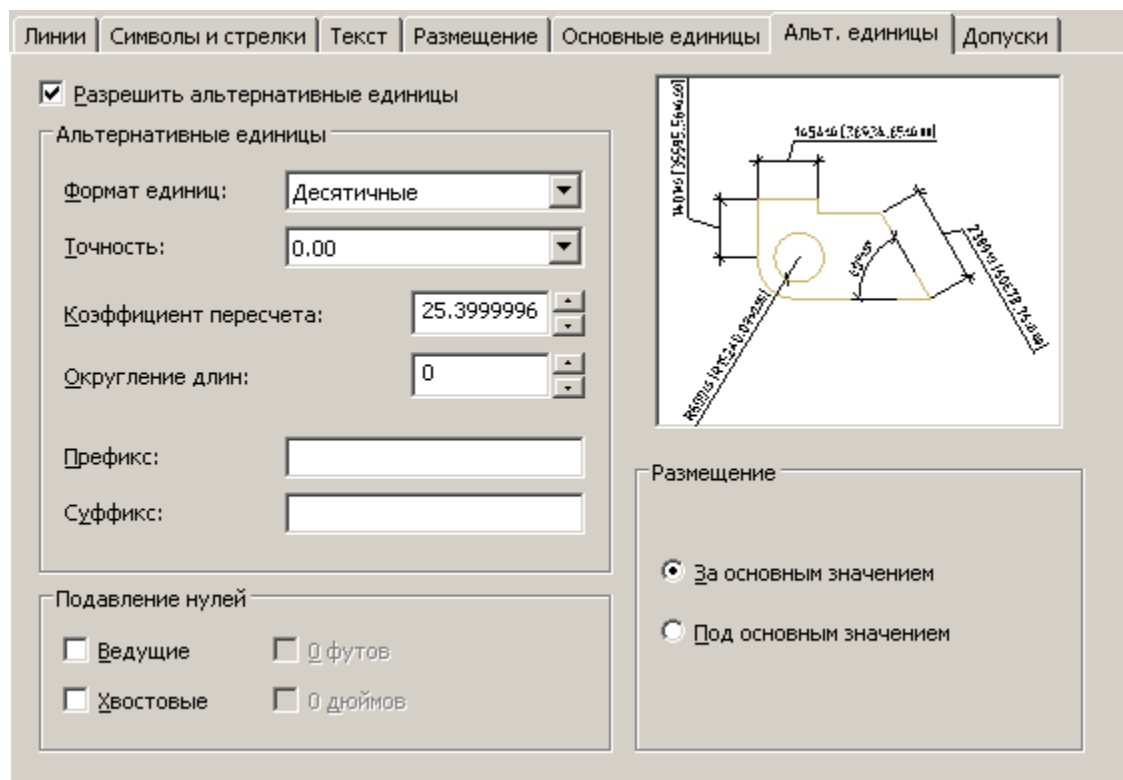 Линии Символы и стрелки Текст Размещение Основные единицы Альт. единицы Допуски
Разрешить альтернативные единицы
Альтернативные единицы
Формат единиц: Десятичные
Точность: 0.00
Коэффициент пересчета: 25.3999996
Округление длин: 0
Префикс:
Суффикс:
Подавление нулей
Ведущие 0 футов
Хвостовые 0 дюймов
Размещение
За основным значением
Под основным значением